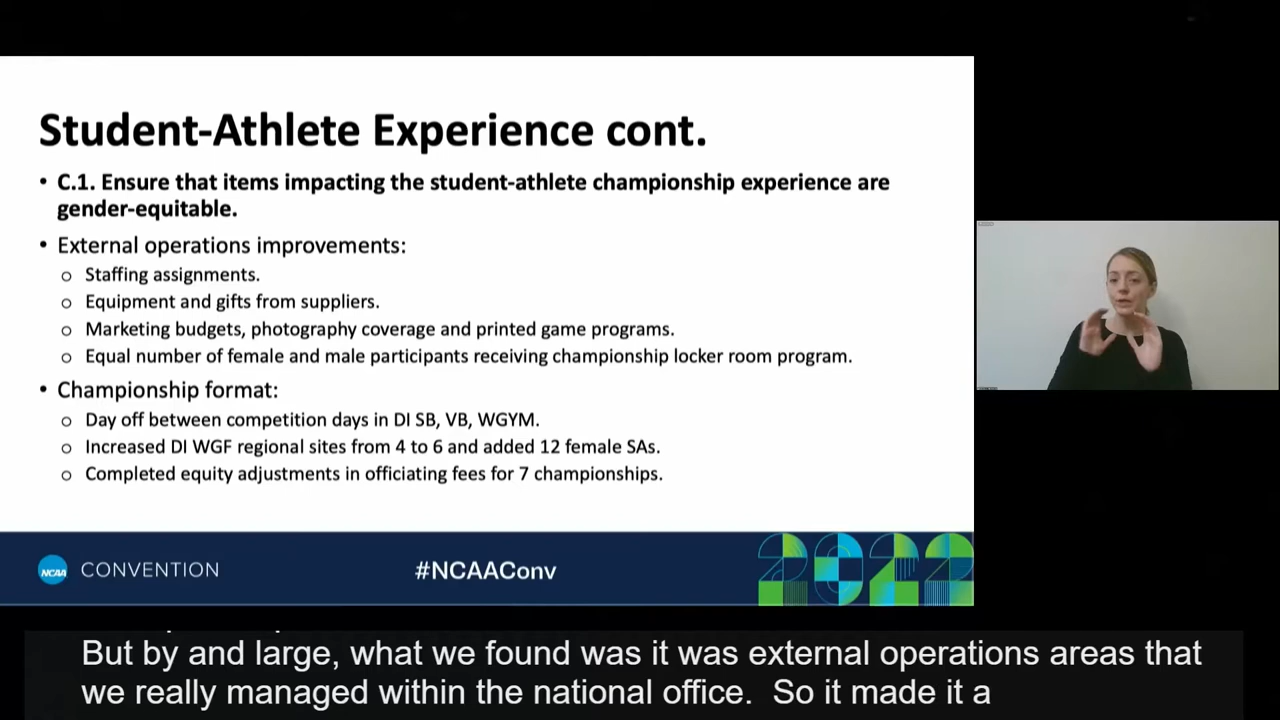 Student-Athlete Experience cont.
• C.1. Ensure that items impacting the student-athlete championship experience are
gender-equitable.
• External operations improvements:
o Staffing assignments.
o Equipment and gifts from suppliers.
o Marketing budgets, photography coverage and printed game programs.
o Equal number of female and male participants receiving championship locker room program.
• Championship format:
o Day off between competition days in DI SB, VB, WGYM.
o Increased DI WGF regional sites from 4 to 6 and added 12 female SAs.
o Completed equity adjustments in officiating fees for 7 championships.
NCAA CONVENTION
#NCAAConv
2022
But by and large, what we found was it was external operations areas that
we really managed within the national office. So it made it a